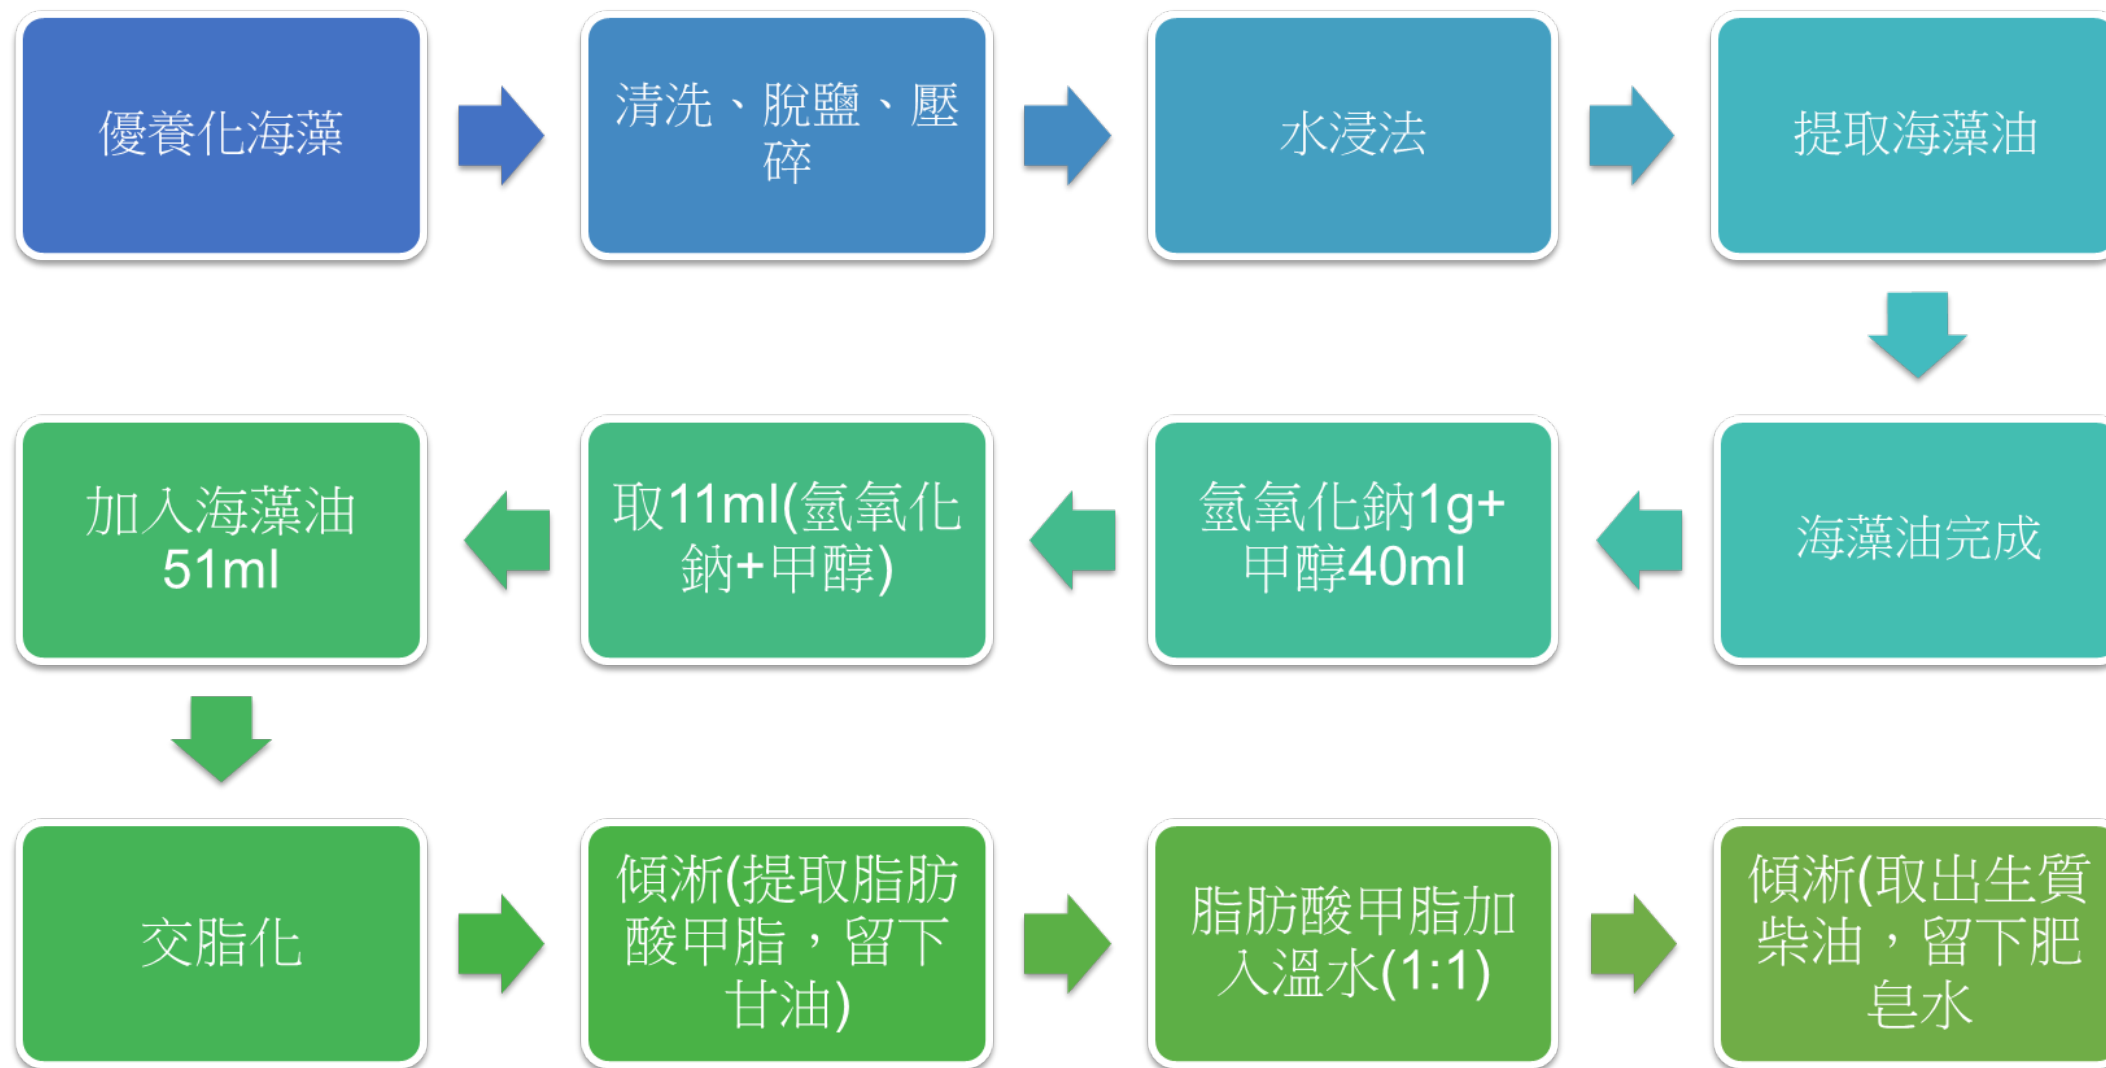 優養化海藻
清洗、脫鹽、壓
碎
水浸法
提取海藻油
海藻油完成
氫氧化鈉1g+
甲醇40ml
取11ml(氫氧化
鈉+甲醇)
加入海藻油
51ml
交脂化
傾淅(提取脂肪
酸甲脂，留下
甘油)
脂肪酸甲脂加
入溫水(1:1)
傾淅(取出生質
柴油，留下肥
皂水